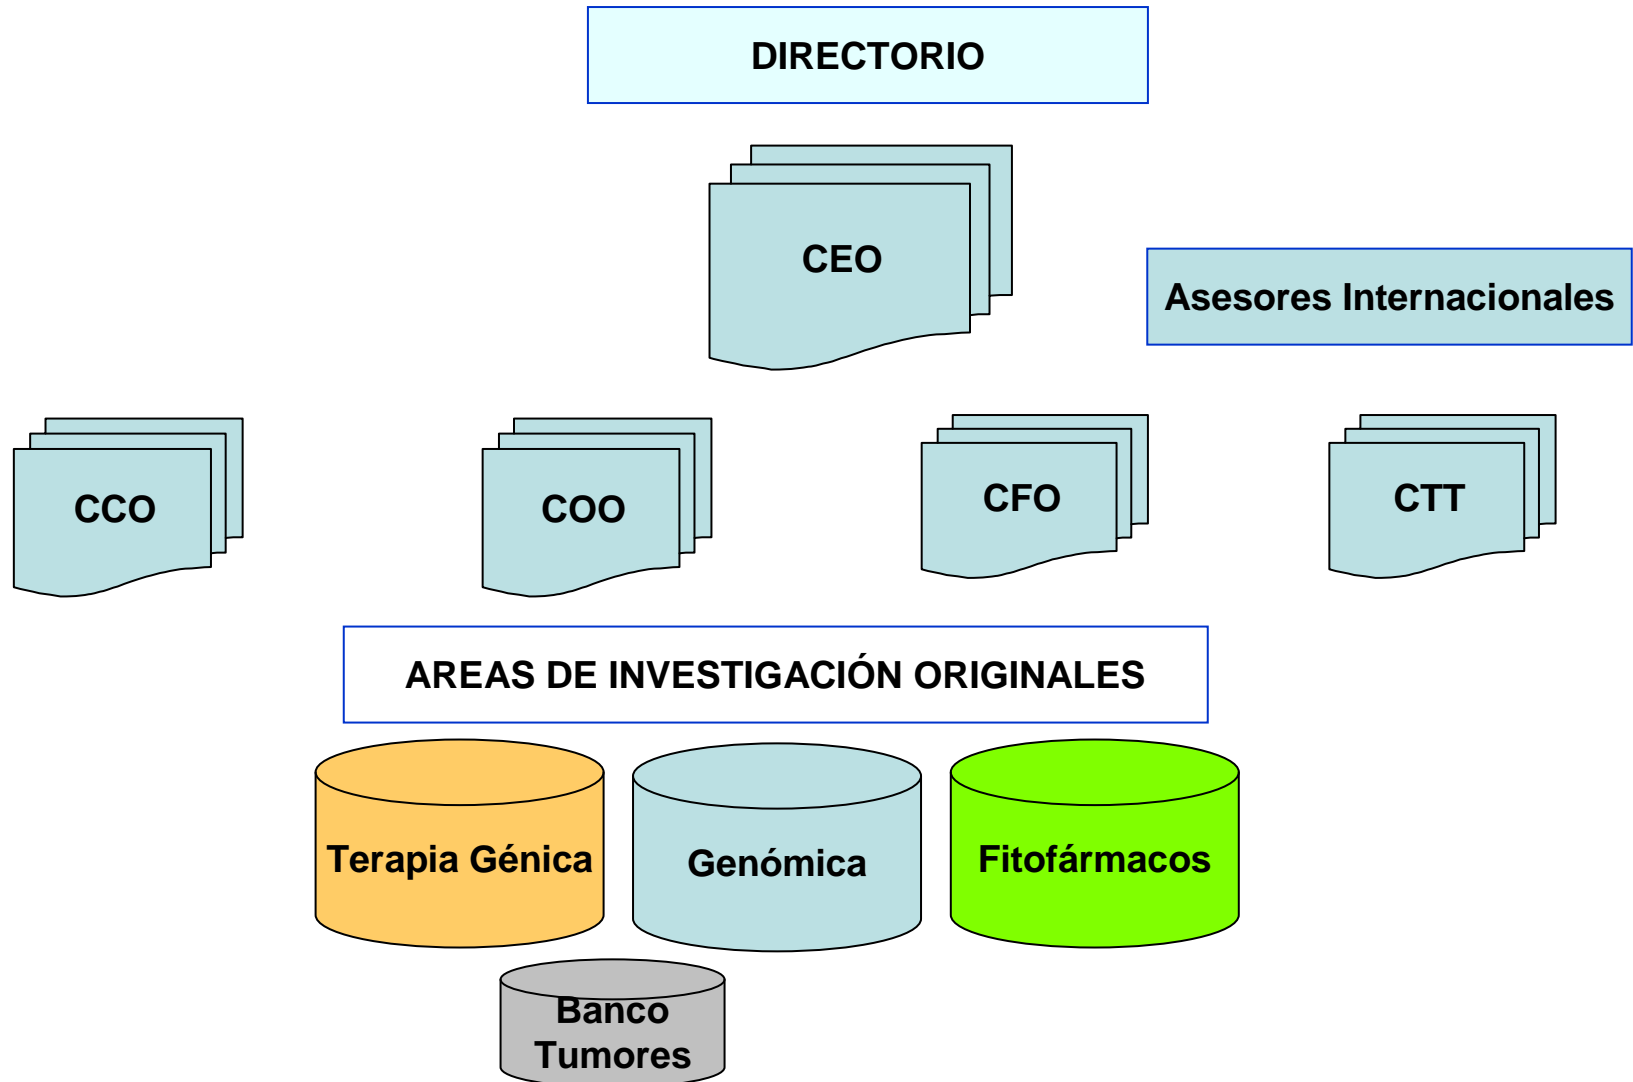 DIRECTORIO
CEO
Asesores Internacionales
CCO
COO
CFO
CTT
AREAS DE INVESTIGACIÓN ORIGINALES
Terapia Génica
Genómica
Fitofármacos
Banco
Tumores